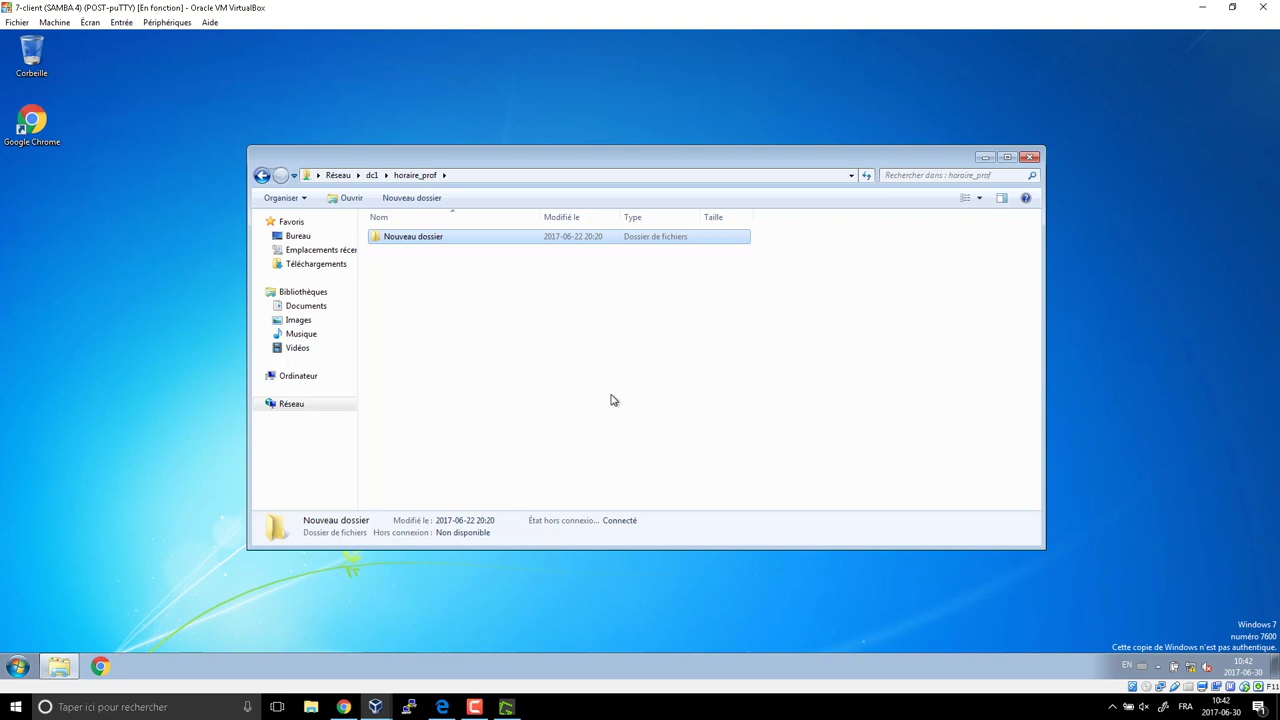 7-client (SAMBA 4) (POST-puTTY) [En fonction] - Oracle VM VirtualBox
Fichier Machine Écran Entrée Périphériques Aide
Corbeille
Google Chrome
Réseau dc1 horaire_prof
Rechercher dans : horaire_prof
Organiser Ouvrir Nouveau dossier
Nom Modifié le Type Taille
Nouveau dossier 2017-06-22 20:20 Dossier de fichiers
Favoris
Bureau
Emplacements récer
Téléchargements
Bibliothèques
Documents
Images
Musique
Vidéos
Ordinateur
Réseau
Nouveau dossier Modifié le : 2017-06-22 20:20 État hors connexio... Connecté
Dossier de fichiers Hors connexion : Non disponible
Windows 7
numéro 7600
Cette copie de Windows n'est pas authentique.
EN 10:42
2017-06-30
F11
Taper ici pour rechercher
FRA 10:42
2017-06-30
1